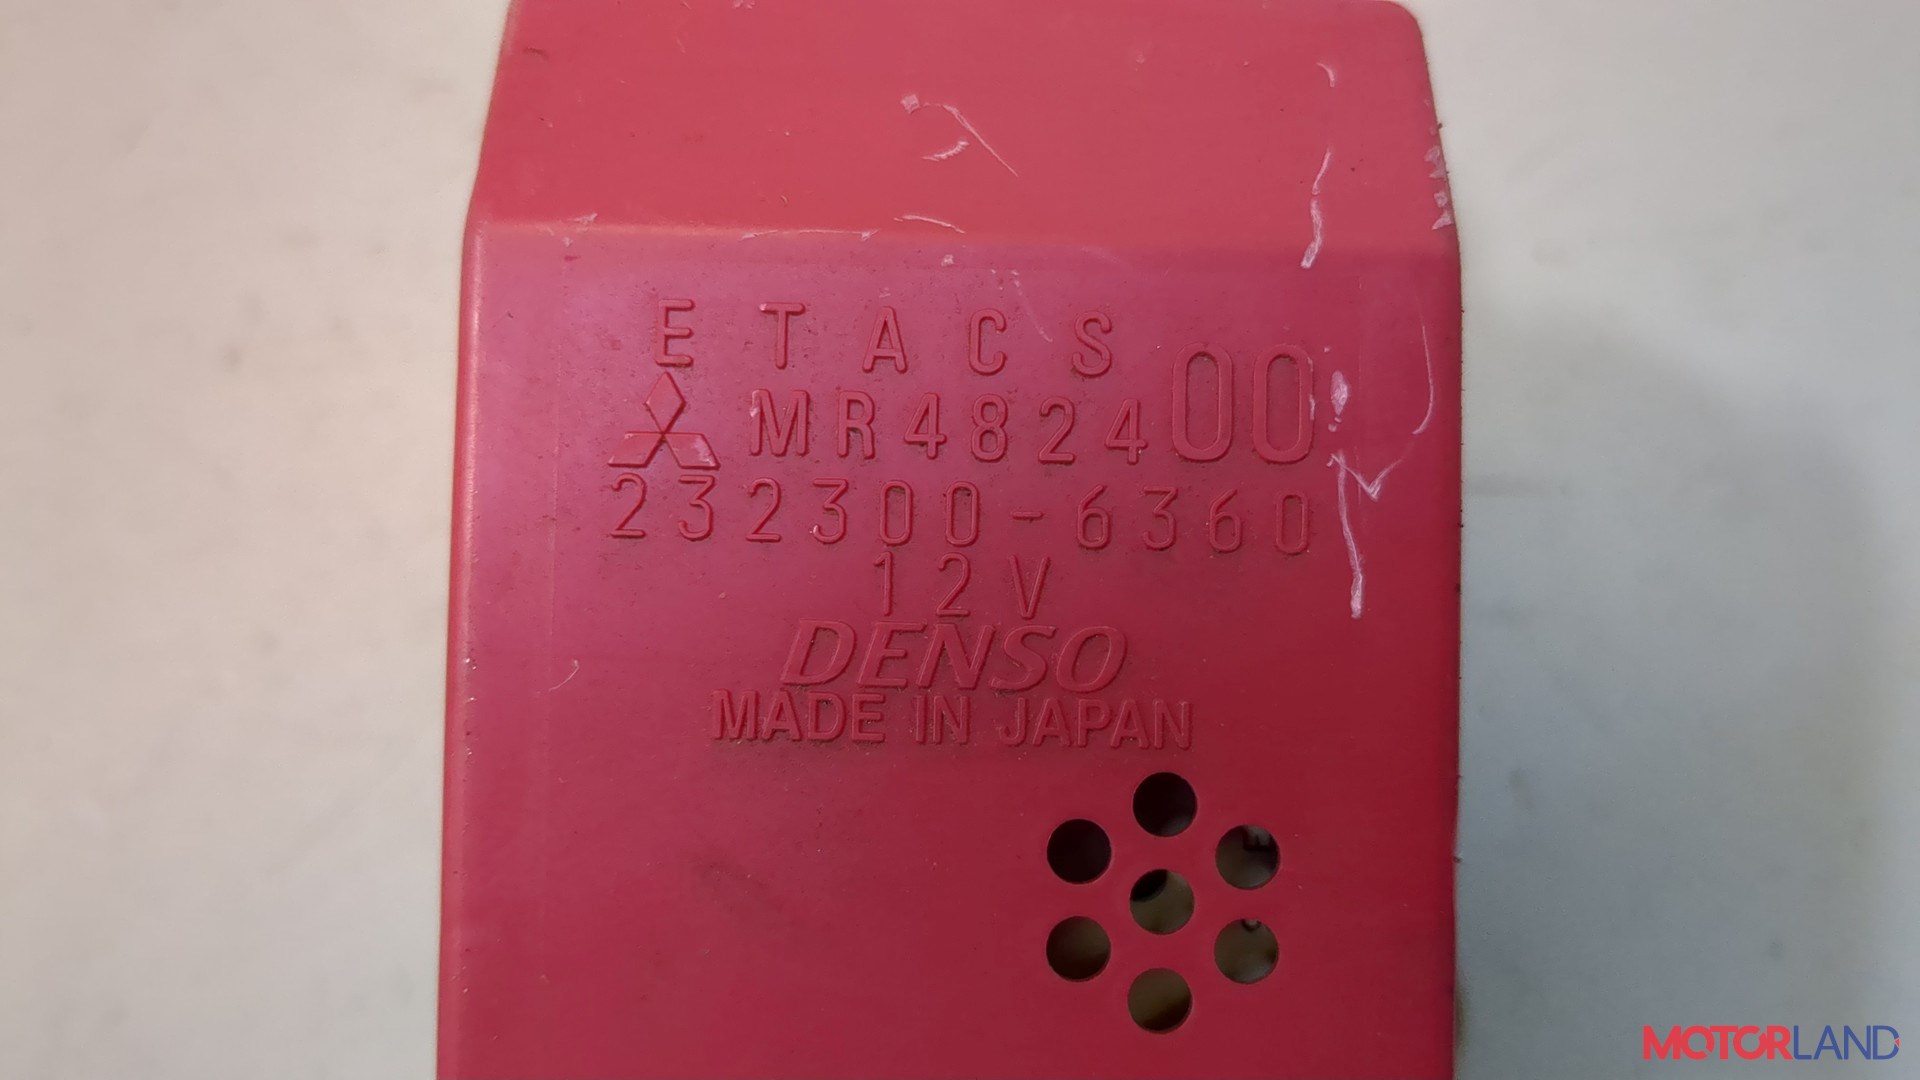 ETACS
MR482400
232300-6360
12V
DENSO
MADE IN JAPAN
MOTORLAND